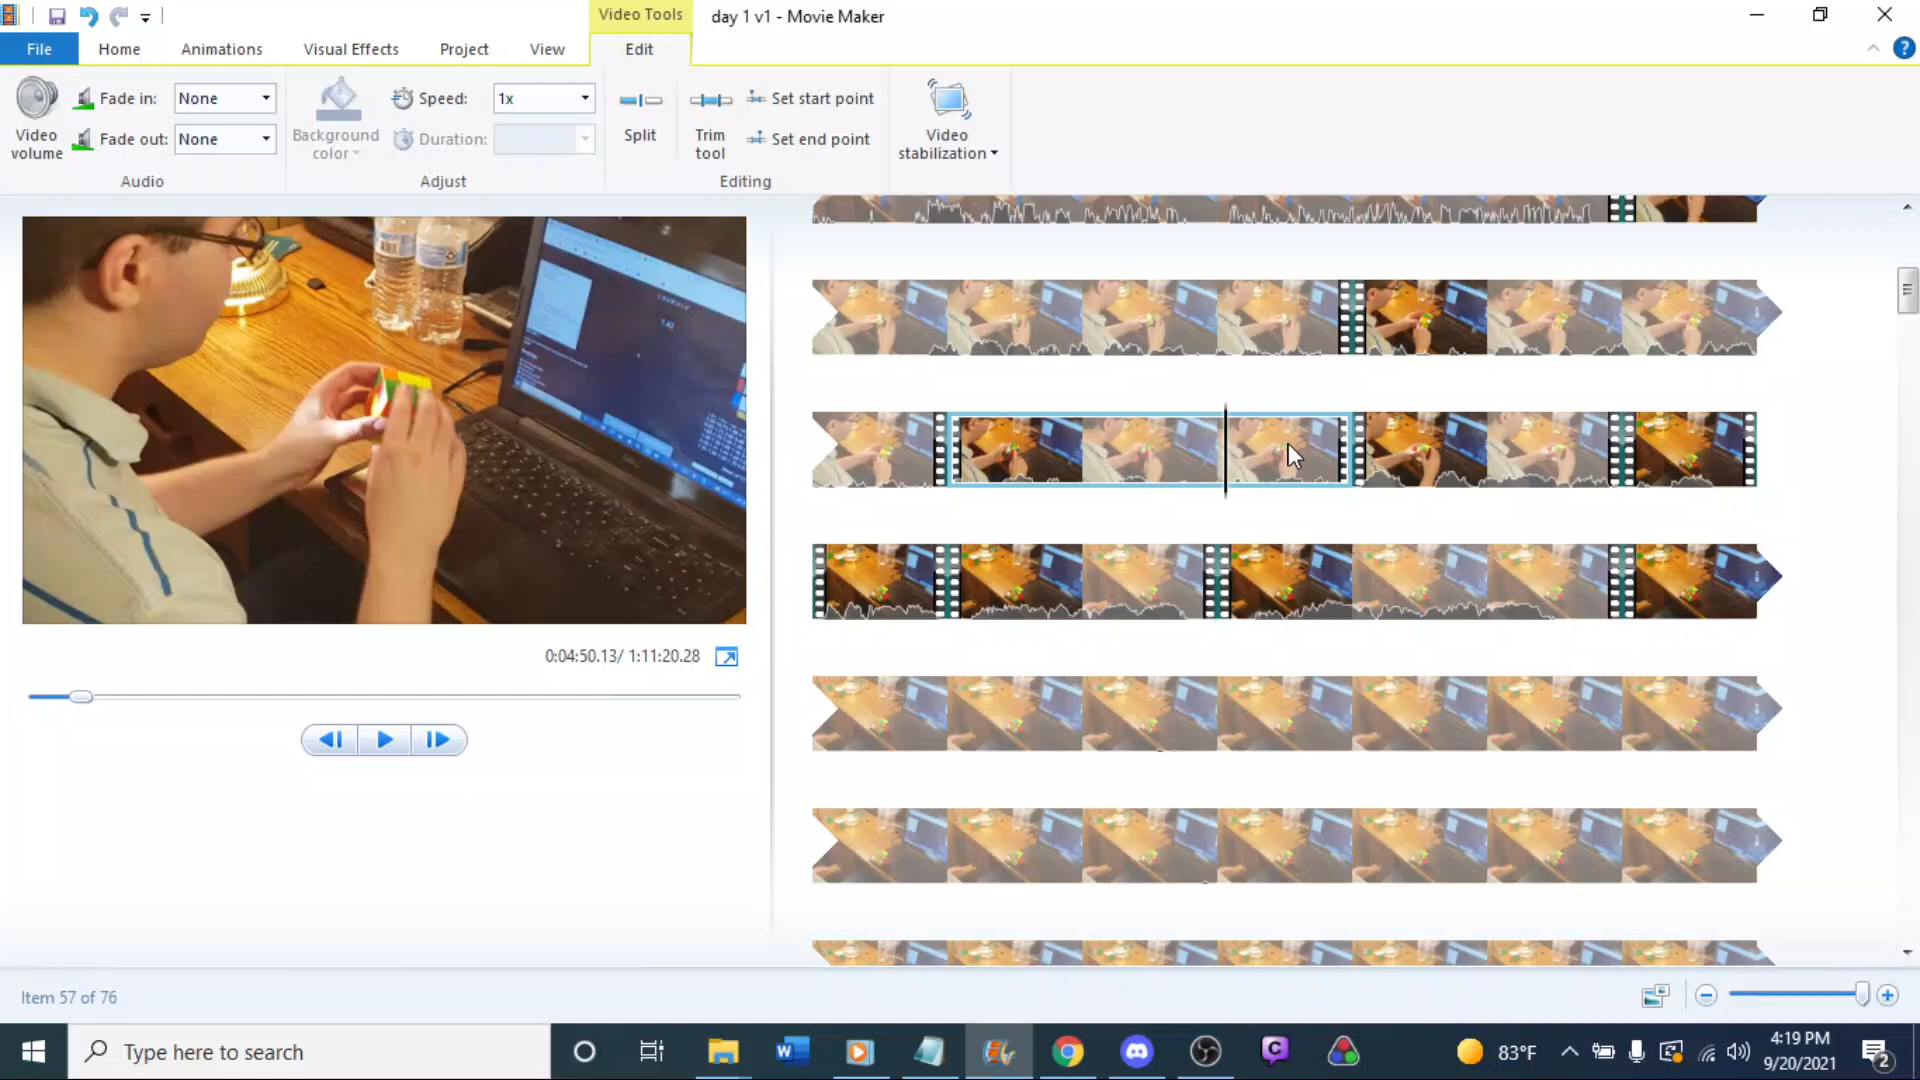 Video Tools
day 1 v1 - Movie Maker
File
Home
Animations
Visual Effects
Project
View
Edit
Video
volume
Fade in:
None
Fade out:
None
Audio
Background
color
Speed:
1x
Duration:
Adjust
Split
Trim
tool
Set start point
Set end point
Editing
Video
stabilization
0:04:50.13/ 1:11:20.28
Item 57 of 76
Type here to search
83°F
4:19 PM
9/20/2021
2